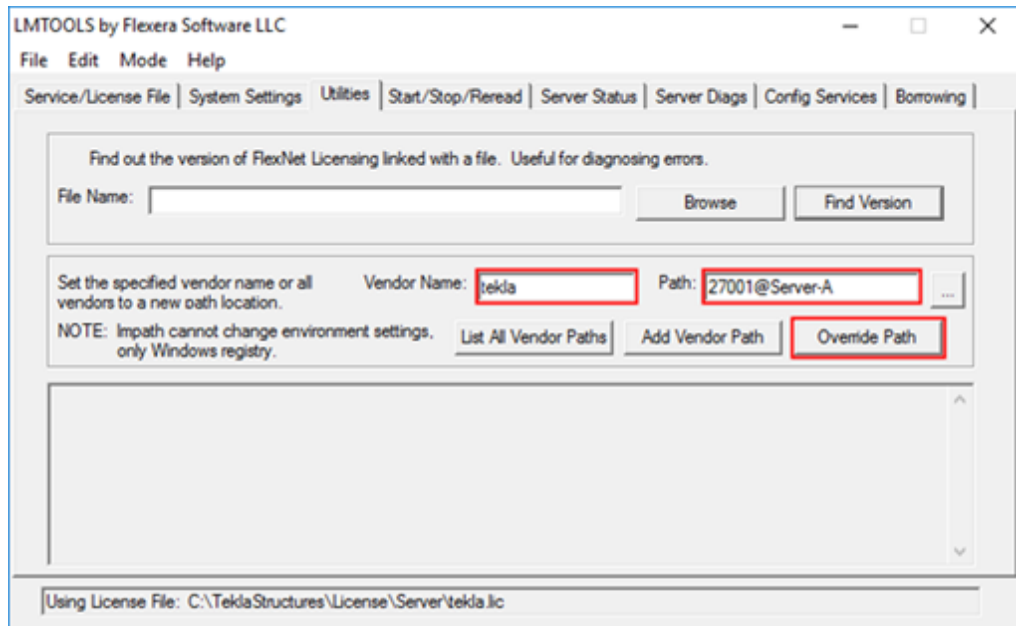 LMTOOLS by Flexera Software LLC
File Edit Mode Help
Service/License File System Settings Utilities Start/Stop/Reread Server Status Server Diags Config Services Borrowing
Find out the version of FlexNet Licensing linked with a file. Useful for diagnosing errors.
File Name: Browse Find Version
Set the specified vendor name or all
vendors to a new path location.
Vendor Name: tekla Path: 27001@Server-A ...
NOTE: lmpath cannot change environment settings,
only Windows registry.
List All Vendor Paths Add Vendor Path Override Path
Using License File: C:\TeklaStructures\License\Server\tekla.lic